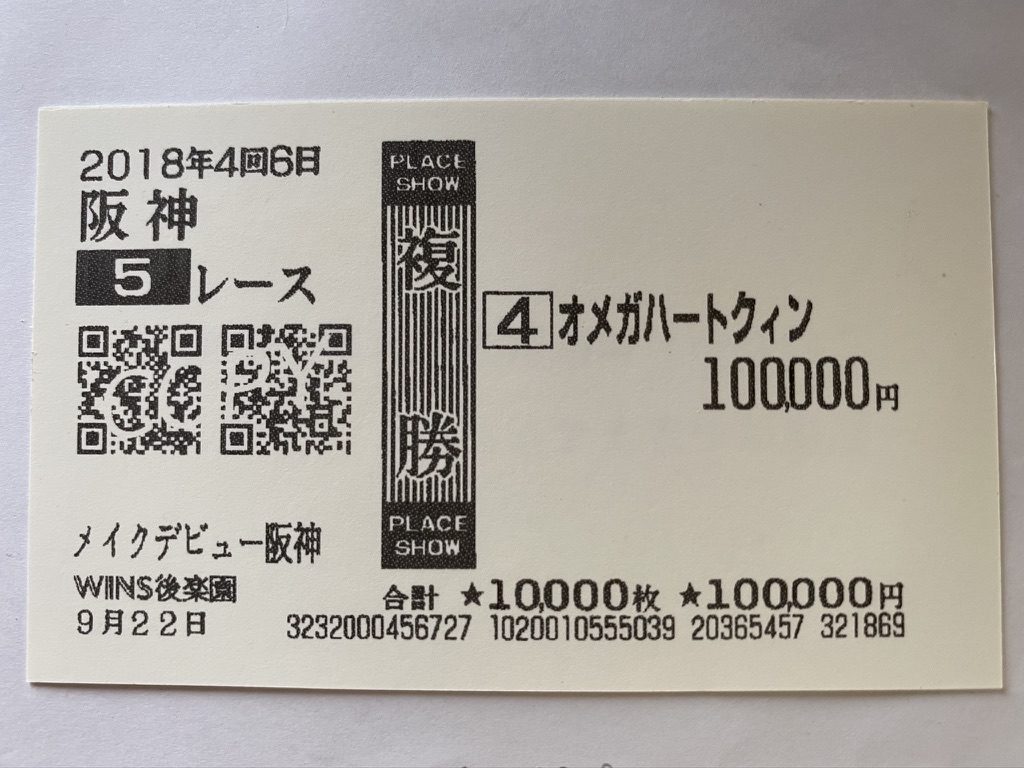 2018年4回6日
阪神
5レース
COPY
メイクデビュー阪神
WINS後楽園
9月22日
PLACE
SHOW
複勝
PLACE
SHOW
4 オメガハートクィン
100,000円
合計 ★10,000枚 ★100,000円
3232000456727 1020010555039 20365457 321869